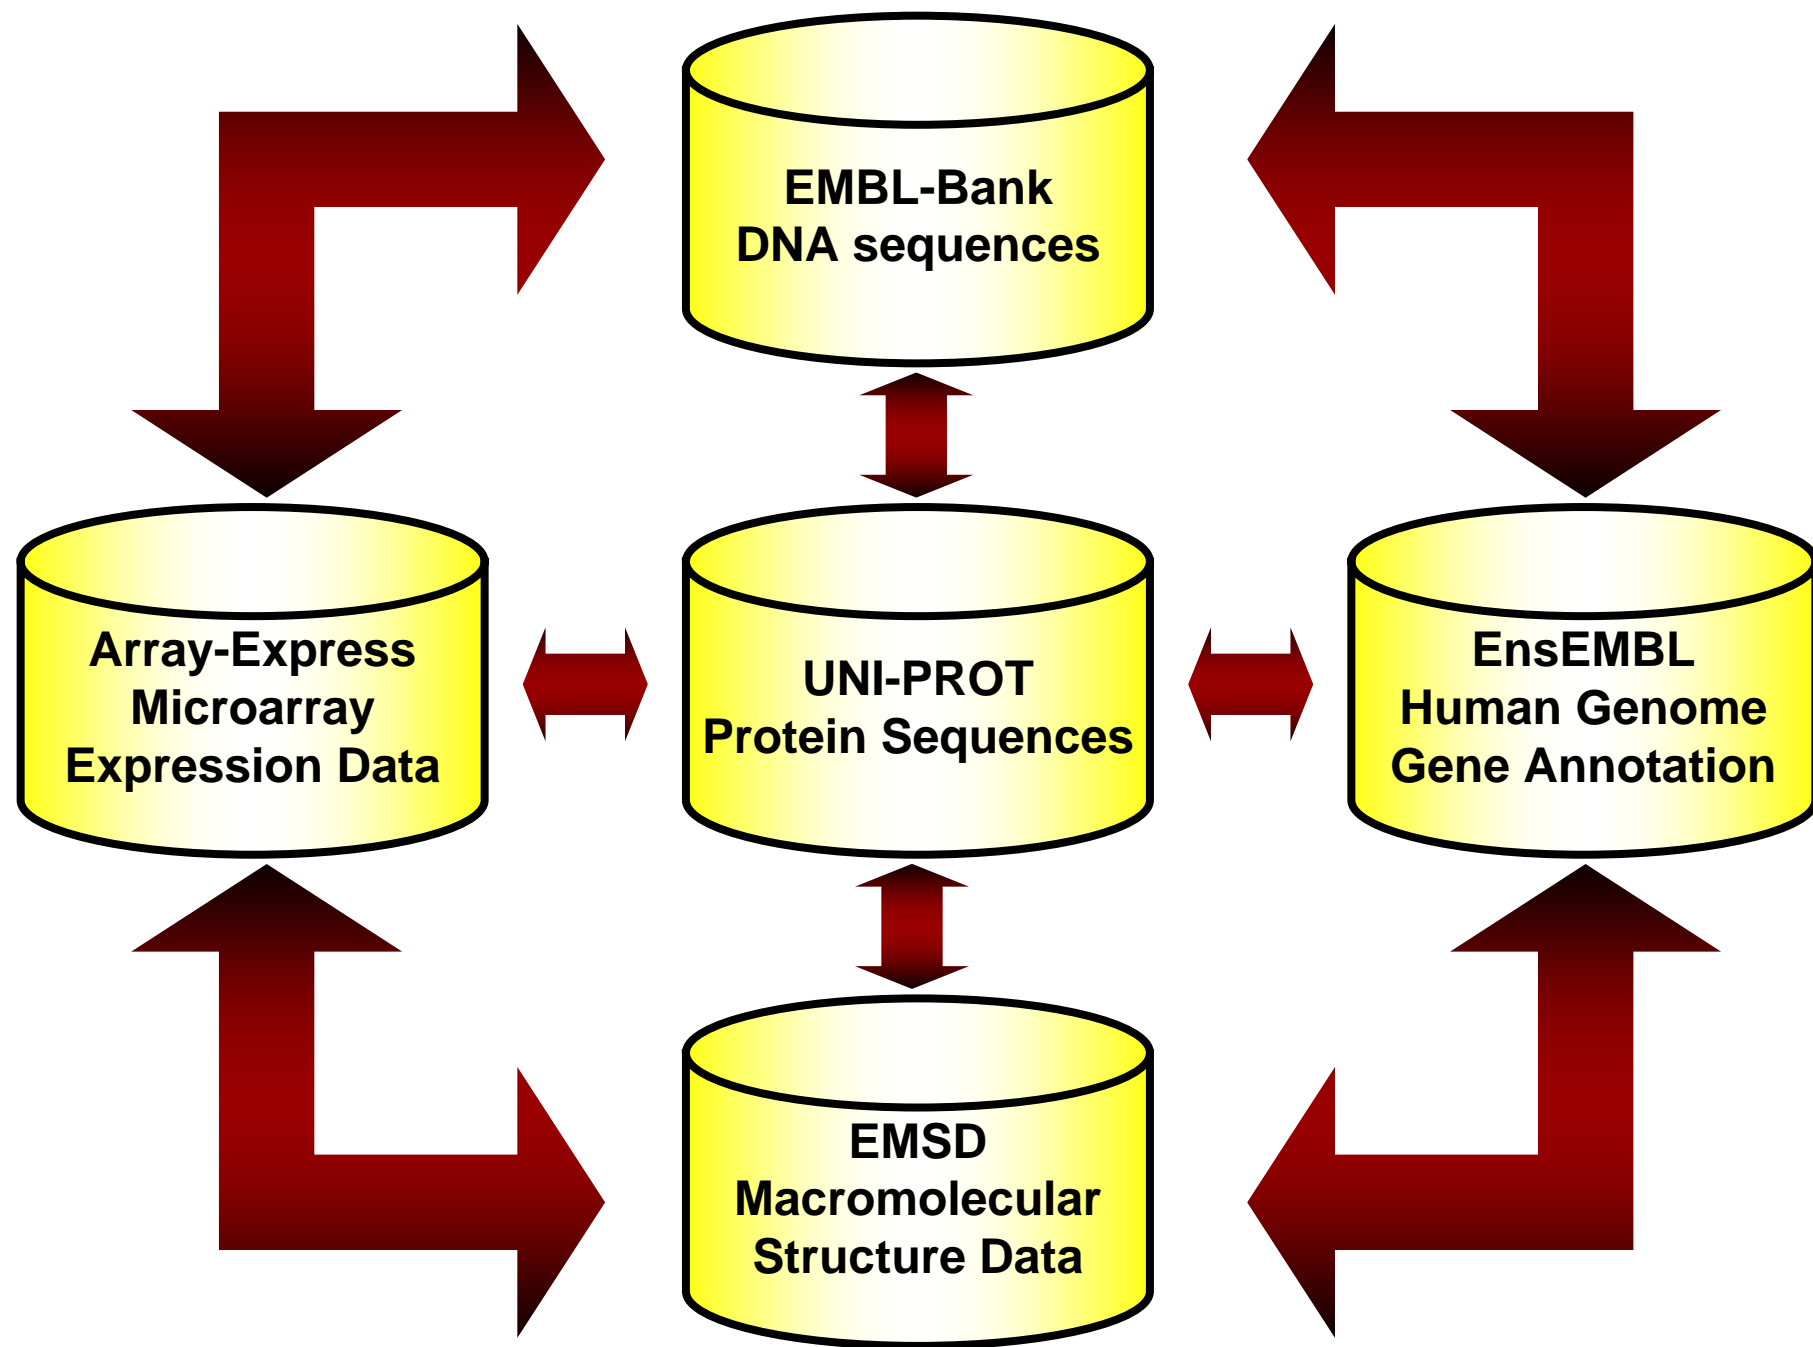 EMBL-Bank
DNA sequences
Array-Express
Microarray
Expression Data
UNI-PROT
Protein Sequences
EnsEMBL
Human Genome
Gene Annotation
EMSD
Macromolecular
Structure Data